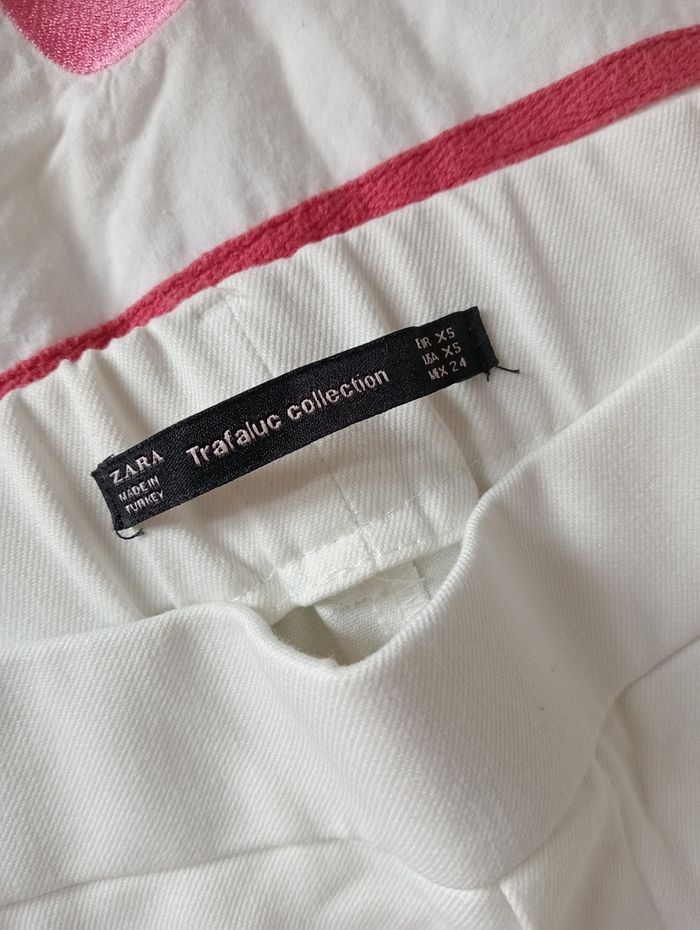 ZARA
MADE IN
TURKEY
Trafaluc collection
EUR XS
USA XS
MEX 24